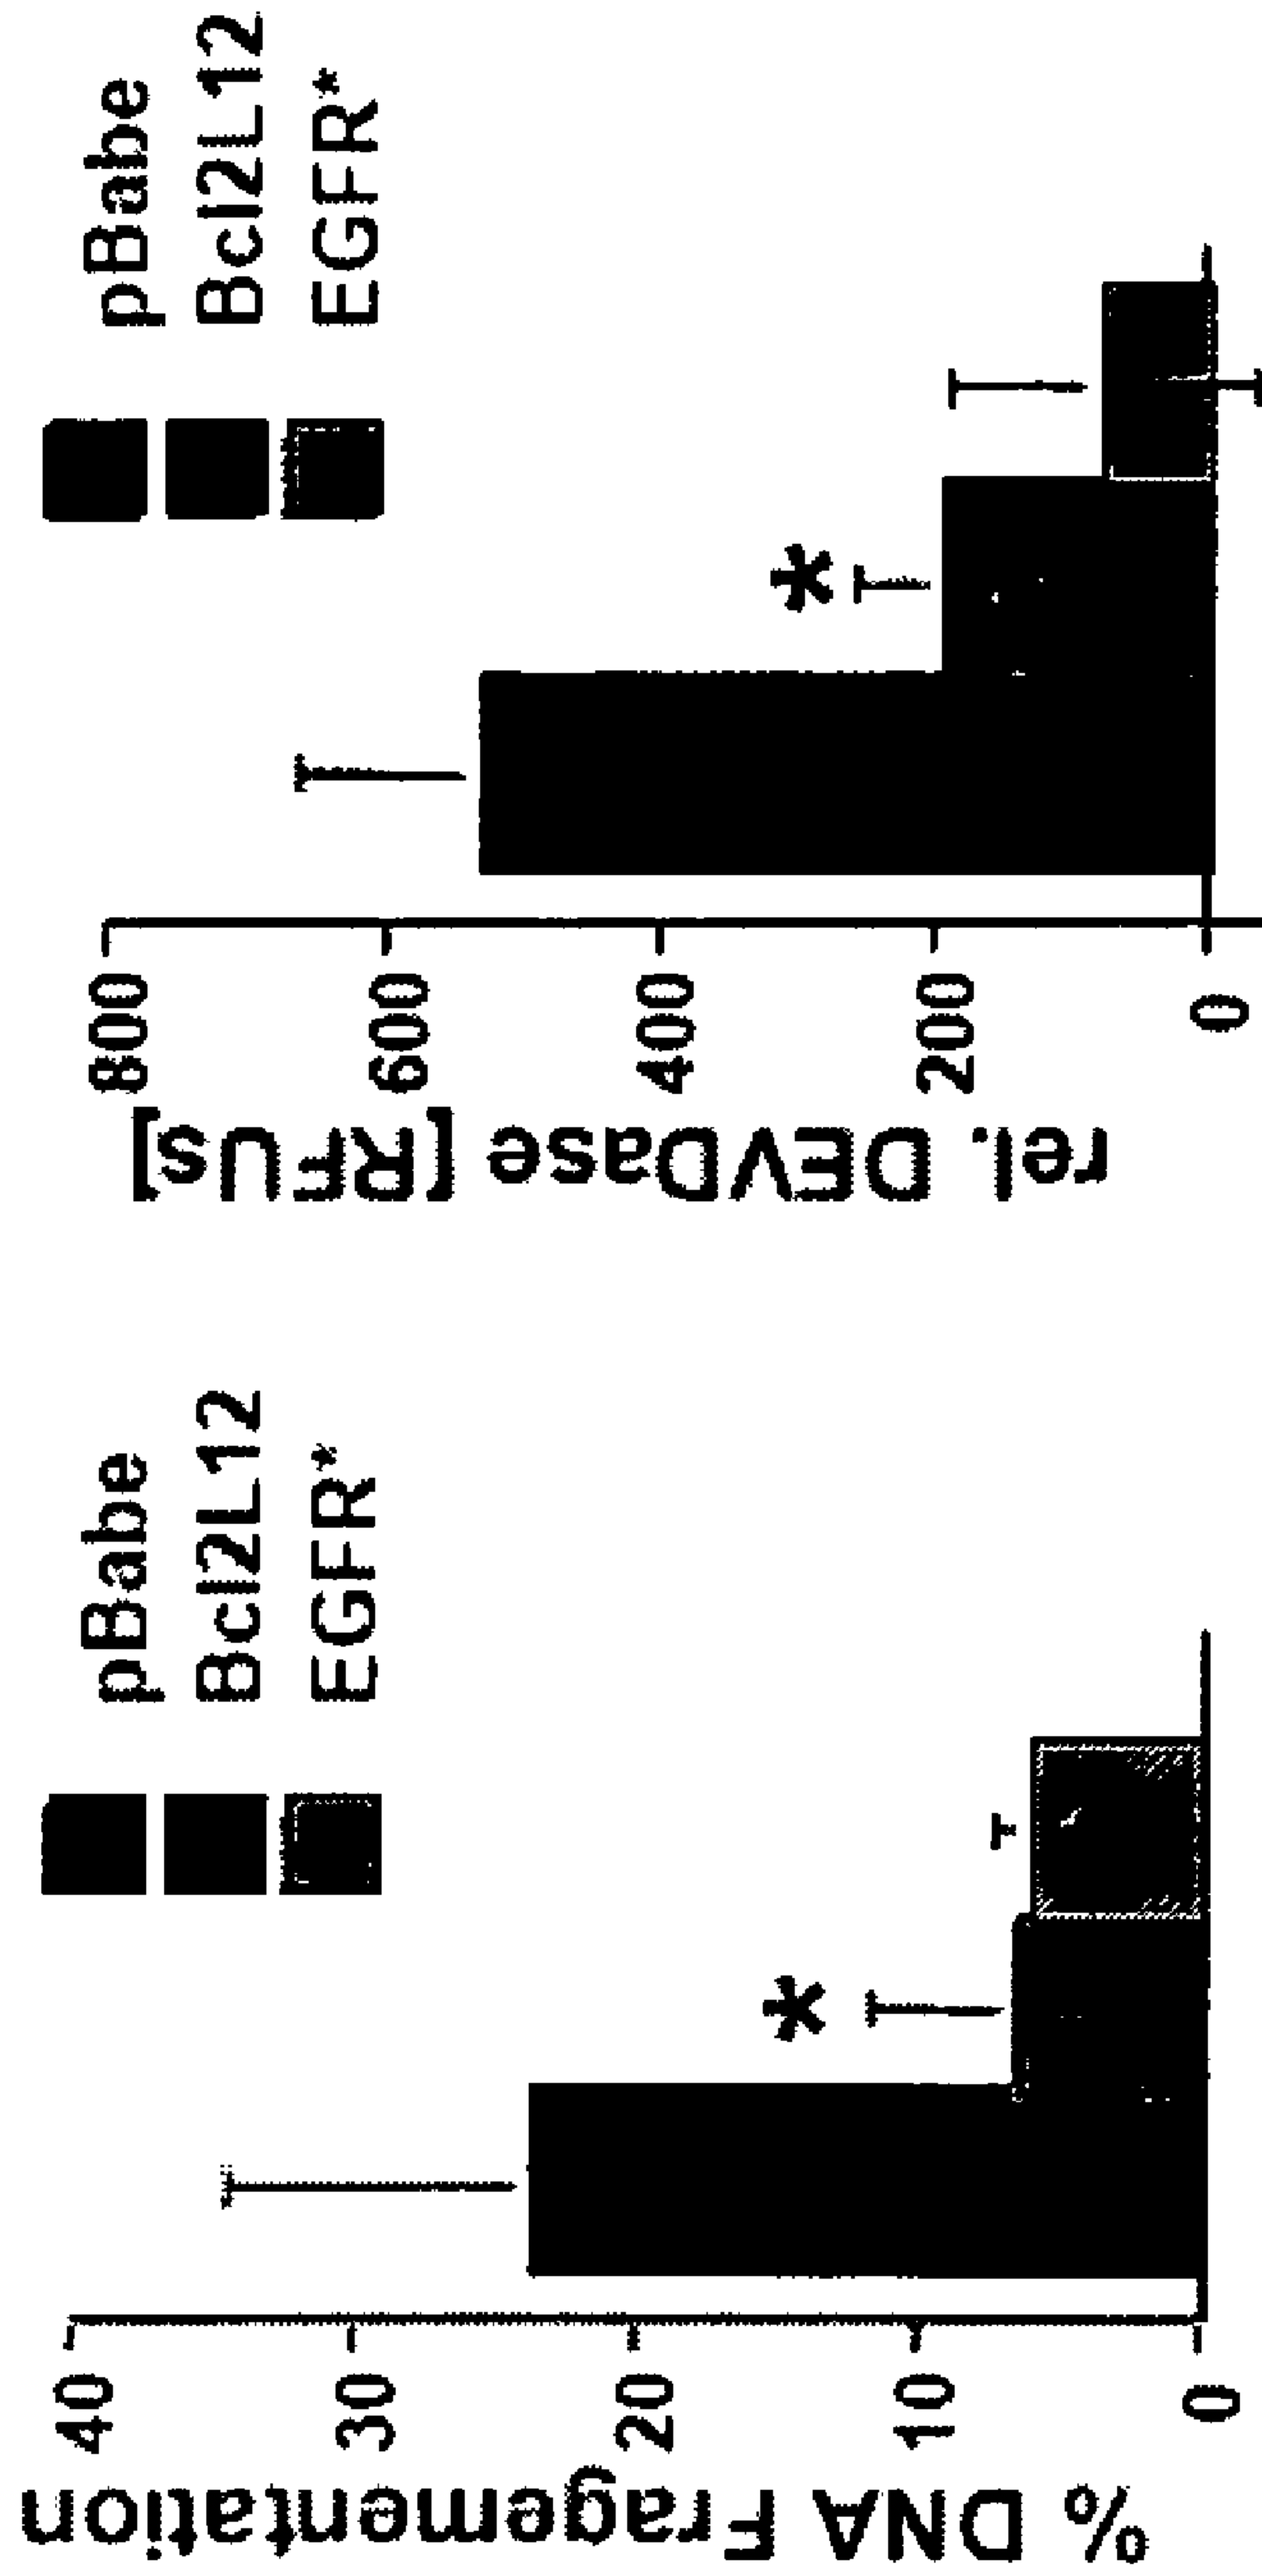 % DNA Fragementation
40
30
20
10
0
*
pBabe
Bcl2L12
EGFR*
rel. DEVDase [RFUs]
800
600
400
200
0
*
pBabe
Bcl2L12
EGFR*